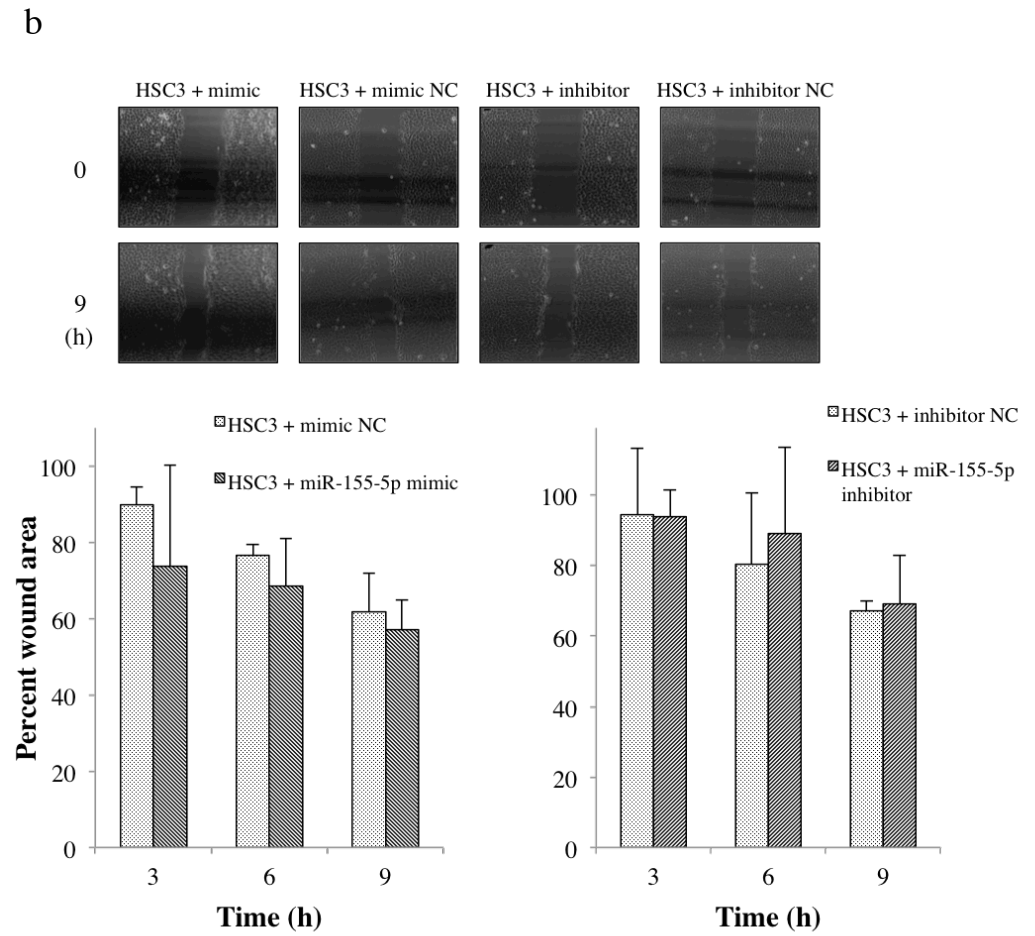 b
HSC3 + mimic
HSC3 + mimic NC
HSC3 + inhibitor
HSC3 + inhibitor NC
0
9
(h)
HSC3 + mimic NC
HSC3 + miR-155-5p mimic
Percent wound area
100
80
60
40
20
0
3
6
9
Time (h)
HSC3 + inhibitor NC
HSC3 + miR-155-5p
inhibitor
100
80
60
40
20
0
3
6
9
Time (h)